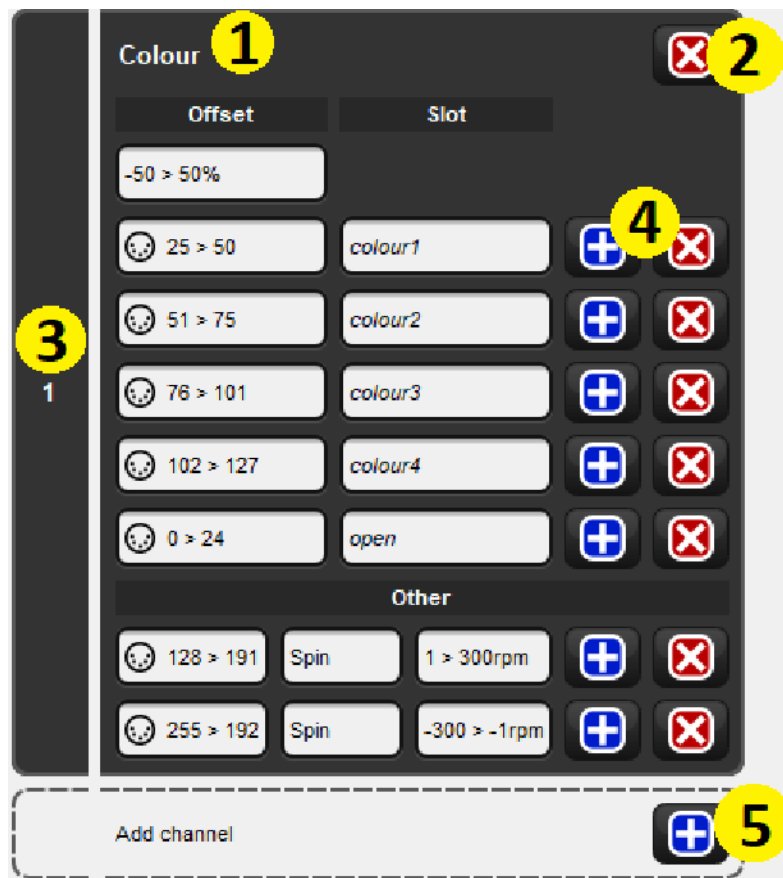 Colour 1 2
Offset Slot
-50 > 50%
4
25 > 50 colour1
51 > 75 colour2
3
1
76 > 101 colour3
102 > 127 colour4
0 > 24 open
Other
128 > 191 Spin 1 > 300rpm
255 > 192 Spin -300 > -1rpm
Add channel 5